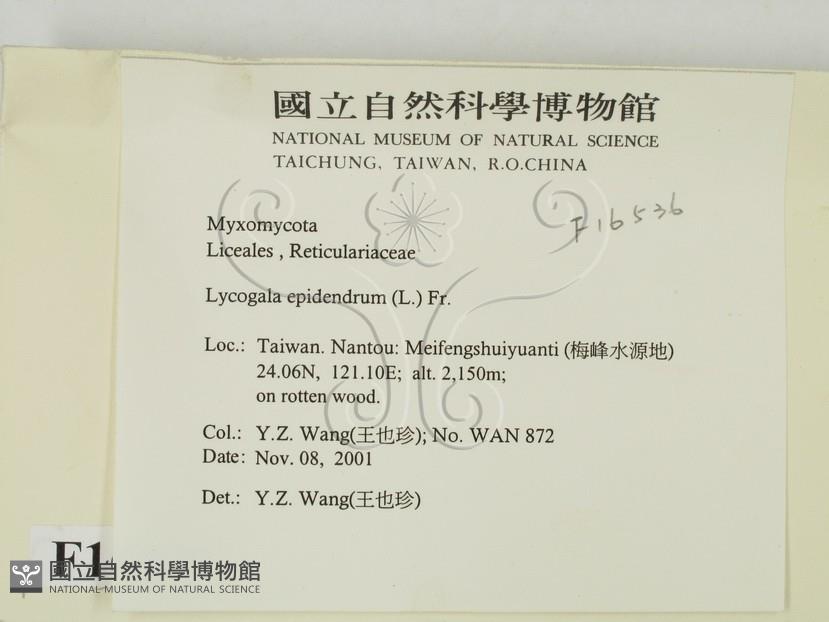 國立自然科學博物館
NATIONAL MUSEUM OF NATURAL SCIENCE
TAICHUNG, TAIWAN, R.O.CHINA
F16536
Myxomycota
Liceales , Reticulariaceae
Lycogala epidendrum (L.) Fr.
Loc.: Taiwan. Nantou: Meifengshuiyuanti (梅峰水源地)
24.06N, 121.10E; alt. 2,150m;
on rotten wood.
Col.: Y.Z. Wang(王也珍); No. WAN 872
Date: Nov. 08, 2001
Det.: Y.Z. Wang(王也珍)
F1
國立自然科學博物館
NATIONAL MUSEUM OF NATURAL SCIENCE